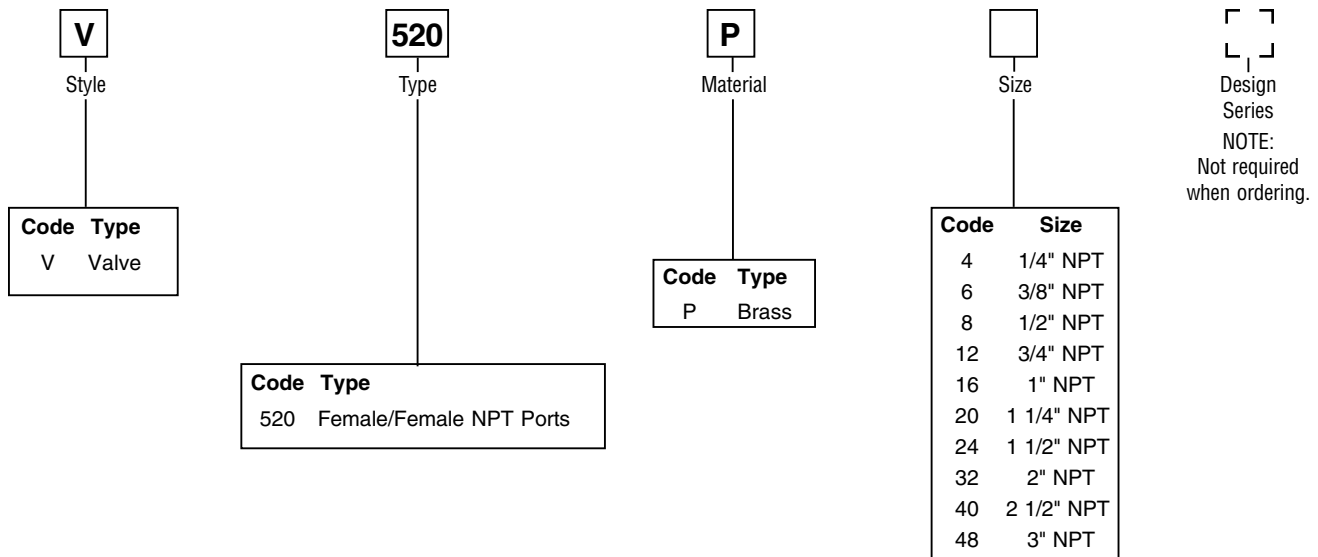 V
520
P
Style
Type
Material
Size
Design
Series
NOTE:
Not required
when ordering.
Code Type
V Valve
Code Type
520 Female/Female NPT Ports
Code Type
P Brass
Code Size
4 1/4" NPT
6 3/8" NPT
8 1/2" NPT
12 3/4" NPT
16 1" NPT
20 1 1/4" NPT
24 1 1/2" NPT
32 2" NPT
40 2 1/2" NPT
48 3" NPT